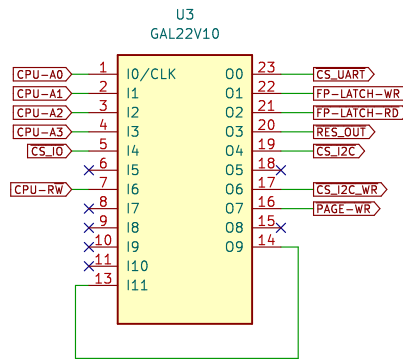 U3
GAL22V10
CPU-A0 1 I0/CLK O0 23 CS_UART
CPU-A1 2 I1 O1 22 FP-LATCH-WR
CPU-A2 3 I2 O2 21 FP-LATCH-RD
CPU-A3 4 I3 O3 20 RES_OUT
CS_IO 5 I4 O4 19 CS_I2C
6 I5 O5 18
CPU-RW 7 I6 O6 17 CS_I2C_WR
8 I7 O7 16 PAGE-WR
9 I8 O8 15
10 I9 O9 14
11 I10
13 I11